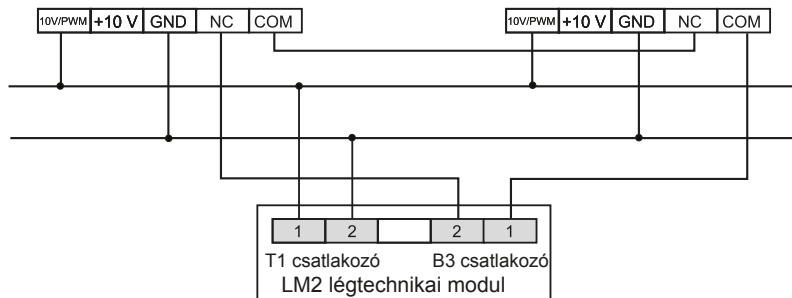 10V/PWM +10 V GND NC COM 10V/PWM +10 V GND NC COM
1 2 2 1
T1 csatlakozó B3 csatlakozó
LM2 légtechnikai modul